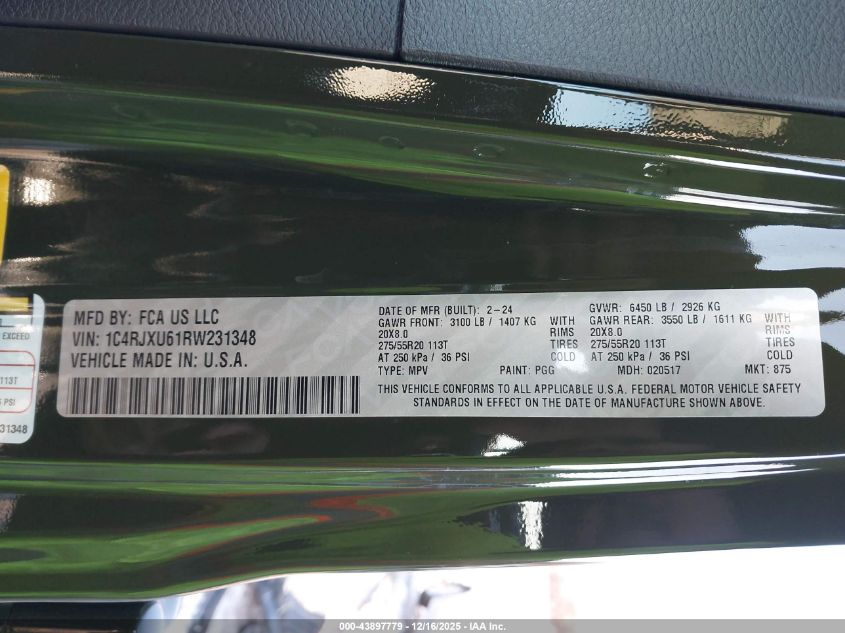 MFD BY: FCA US LLC
VIN: 1C4RJXU61RW231348
VEHICLE MADE IN: U.S.A.
DATE OF MFR (BUILT): 2-24
GAWR FRONT: 3100 LB / 1407 KG WITH
20X8.0 RIMS
275/55R20 113T TIRES
AT 250 kPa / 36 PSI COLD
TYPE: MPV PAINT: PGG MDH: 020517 MKT: 875
GVWR: 6450 LB / 2926 KG
GAWR REAR: 3550 LB / 1611 KG WITH
20X8.0 RIMS
275/55R20 113T TIRES
AT 250 kPa / 36 PSI COLD
THIS VEHICLE CONFORMS TO ALL APPLICABLE U.S.A. FEDERAL MOTOR VEHICLE SAFETY
STANDARDS IN EFFECT ON THE DATE OF MANUFACTURE SHOWN ABOVE.
EXCEED
113T
PSI
31348
000-43897779 - 12/16/2025 - IAA Inc.